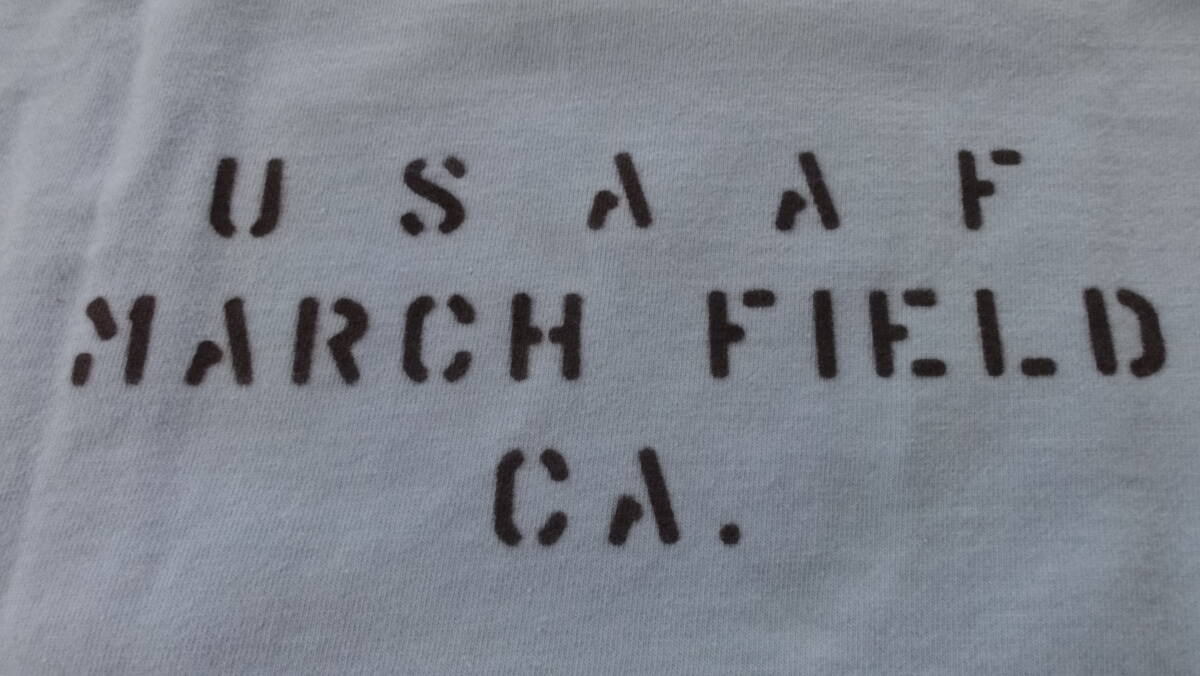 U S A A F
MARCH FIELD
CA.